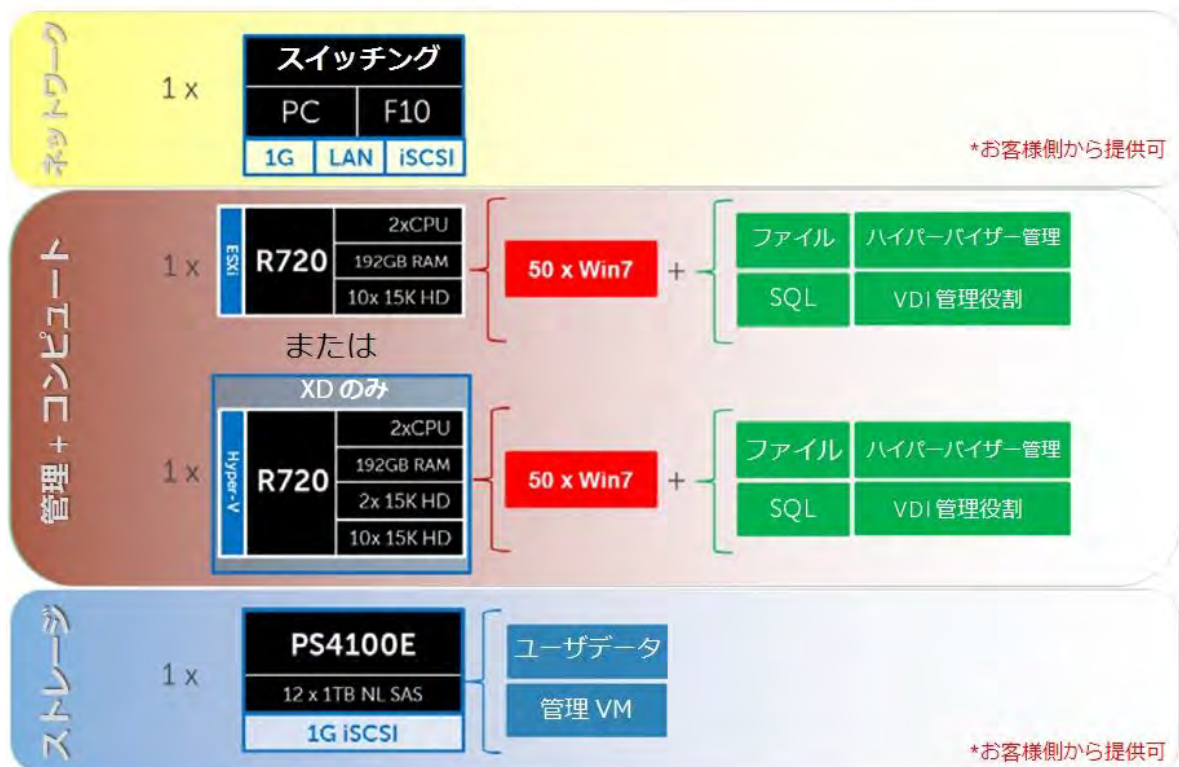 ネットワーク
1 x
スイッチング
PC F10
1G LAN iSCSI
*お客様側から提供可
管理 + コンピュート
1 x
ESXi
R720
2xCPU
192GB RAM
10x 15K HD
50 x Win7
+
ファイル ハイパーバイザー管理
SQL VDI 管理役割
または
XD のみ
1 x
Hyper-V
R720
2xCPU
192GB RAM
2x 15K HD
10x 15K HD
50 x Win7
+
ファイル ハイパーバイザー管理
SQL VDI 管理役割
ストレージ
1 x
PS4100E
12 x 1TB NL SAS
1G iSCSI
ユーザデータ
管理 VM
*お客様側から提供可